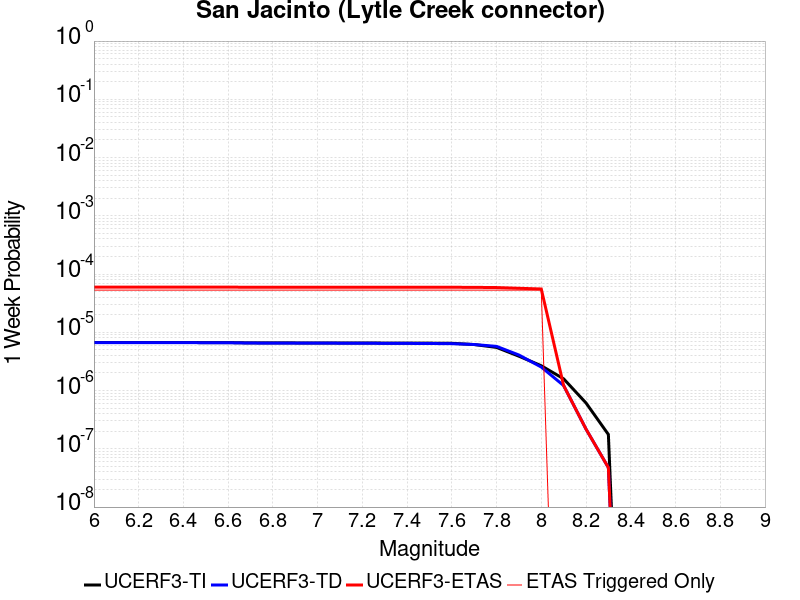 San Jacinto (Lytle Creek connector)
10^0
10^-1
10^-2
10^-3
10^-4
10^-5
10^-6
10^-7
10^-8
1 Week Probability
6 6.2 6.4 6.6 6.8 7 7.2 7.4 7.6 7.8 8 8.2 8.4 8.6 8.8 9
Magnitude
UCERF3-TI UCERF3-TD UCERF3-ETAS ETAS Triggered Only